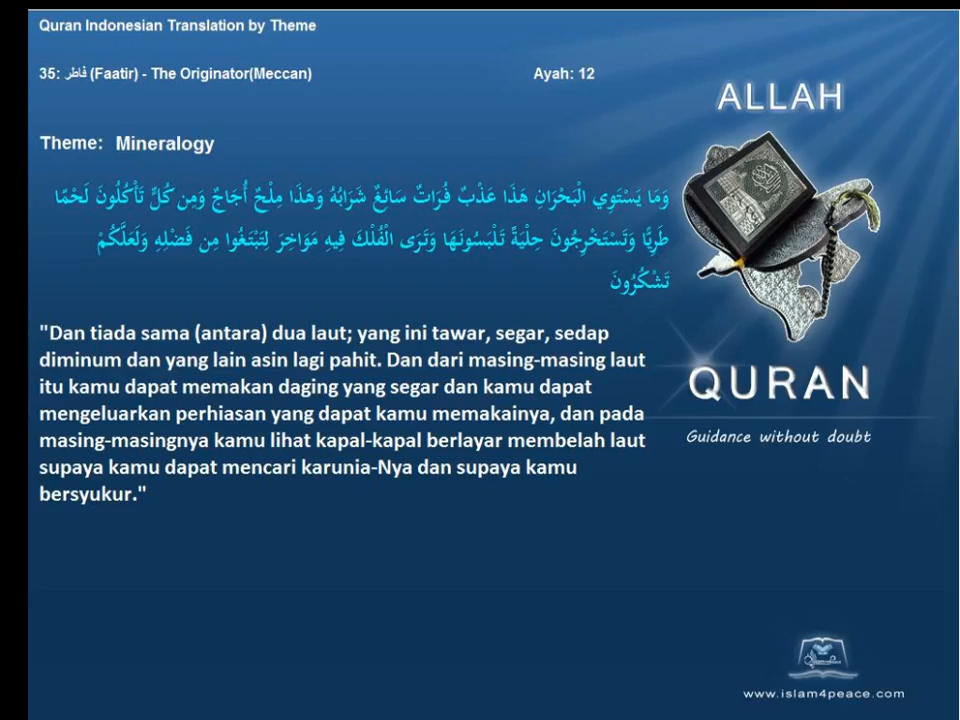 Quran Indonesian Translation by Theme
35: فاطر (Faatir) - The Originator(Meccan) Ayah: 12
ALLAH
Theme: Mineralogy
وَمَا يَسْتَوِي الْبَحْرَانِ هَذَا عَذْبٌ فُرَاتٌ سَائِغٌ شَرَابُهُ وَهَذَا مِلْحٌ أُجَاجٌ وَمِن كُلٍّ تَأْكُلُونَ لَحْمًا
طَرِيًّا وَتَسْتَخْرِجُونَ حِلْيَةً تَلْبَسُونَهَا وَتَرَى الْفُلْكَ فِيهِ مَوَاخِرَ لِتَبْتَغُوا مِن فَضْلِهِ وَلَعَلَّكُمْ
تَشْكُرُونَ
"Dan tiada sama (antara) dua laut; yang ini tawar, segar, sedap
diminum dan yang lain asin lagi pahit. Dan dari masing-masing laut
itu kamu dapat memakan daging yang segar dan kamu dapat
mengeluarkan perhiasan yang dapat kamu memakainya, dan pada
masing-masingnya kamu lihat kapal-kapal berlayar membelah laut
supaya kamu dapat mencari karunia-Nya dan supaya kamu
bersyukur."
QURAN
Guidance without doubt
www.islam4peace.com